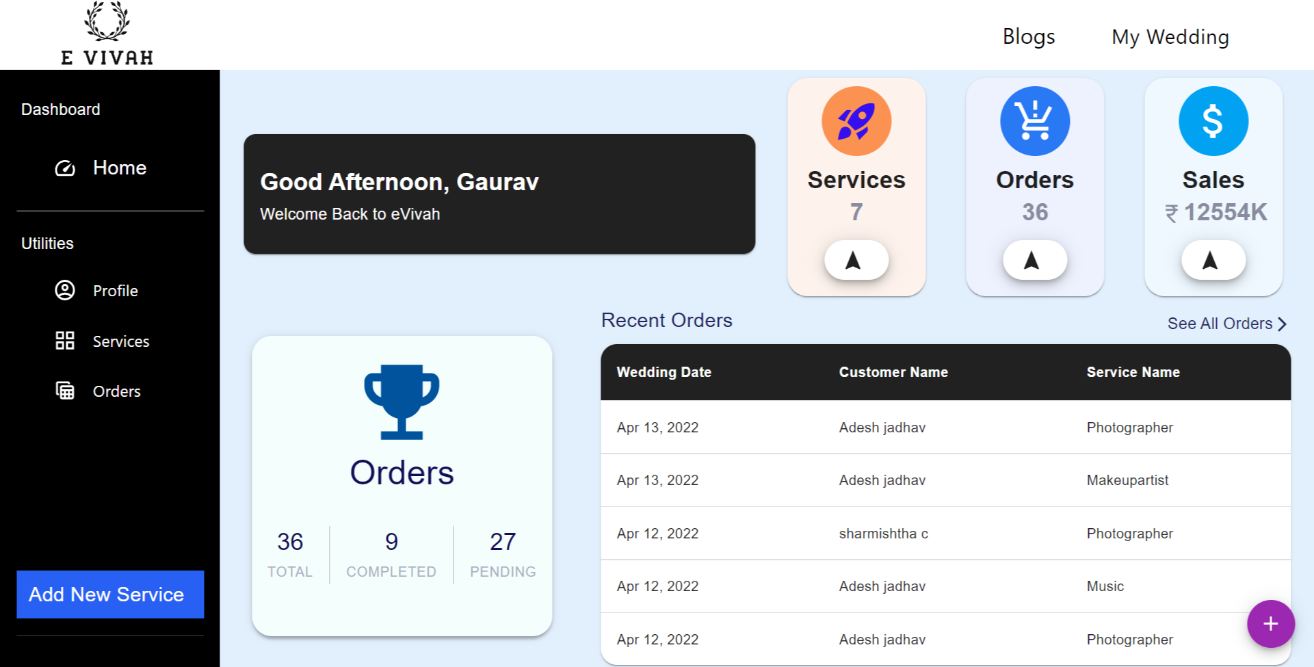 E VIVAH
Blogs
My Wedding
Dashboard
Home
Utilities
Profile
Services
Orders
Add New Service
Good Afternoon, Gaurav
Welcome Back to eVivah
Services
7
Orders
36
$
Sales
₹ 12554K
Orders
36
TOTAL
9
COMPLETED
27
PENDING
Recent Orders
See All Orders
Wedding Date Customer Name Service Name
Apr 13, 2022 Adesh jadhav Photographer
Apr 13, 2022 Adesh jadhav Makeupartist
Apr 12, 2022 sharmishtha c Photographer
Apr 12, 2022 Adesh jadhav Music
Apr 12, 2022 Adesh jadhav Photographer
+